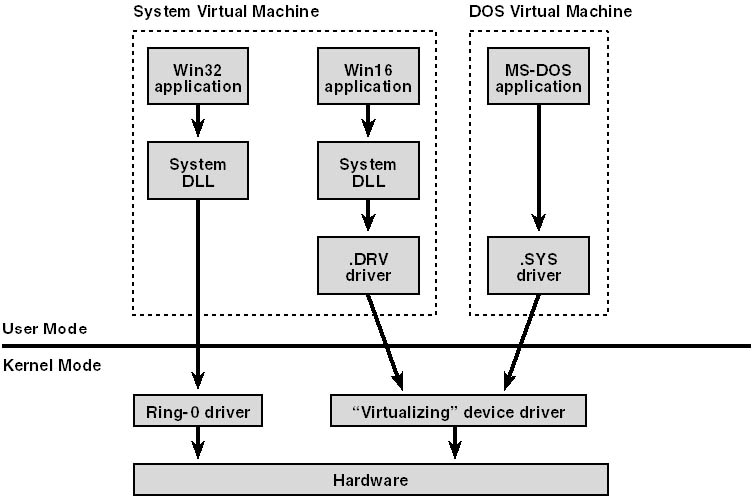 System Virtual Machine
DOS Virtual Machine
Win32
application
Win16
application
MS-DOS
application
System
DLL
System
DLL
.DRV
driver
.SYS
driver
User Mode
Kernel Mode
Ring-0 driver
“Virtualizing” device driver
Hardware